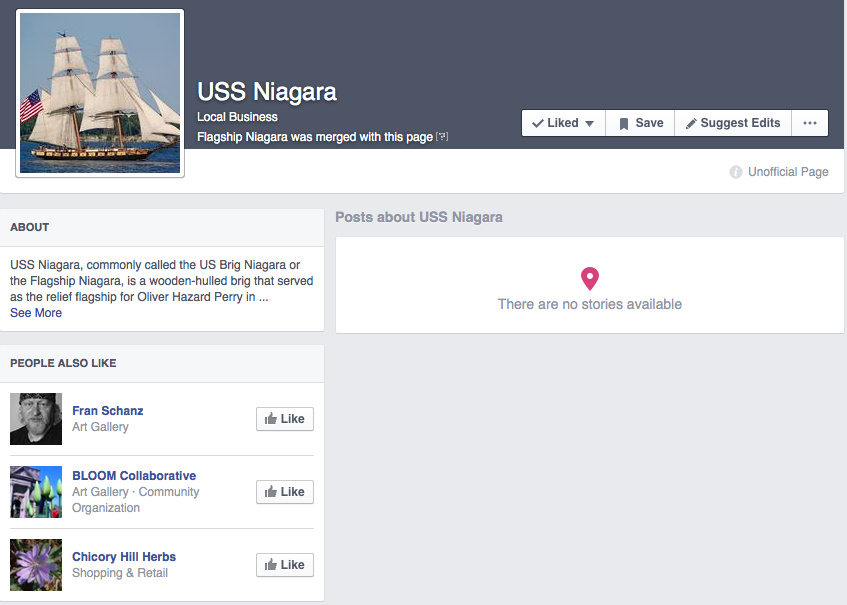 USS Niagara
Local Business
Flagship Niagara was merged with this page [?]
Liked
Save
Suggest Edits
Unofficial Page
ABOUT
USS Niagara, commonly called the US Brig Niagara or
the Flagship Niagara, is a wooden-hulled brig that served
as the relief flagship for Oliver Hazard Perry in ...
See More
Posts about USS Niagara
There are no stories available
PEOPLE ALSO LIKE
Fran Schanz
Art Gallery
Like
BLOOM Collaborative
Art Gallery · Community
Organization
Like
Chicory Hill Herbs
Shopping & Retail
Like